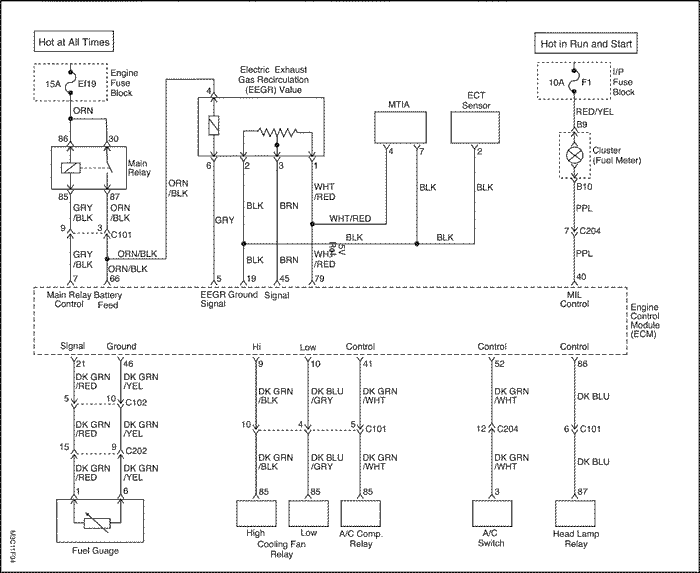 Hot at All Times
Hot in Run and Start
15A Ef19
Engine
Fuse
Block
ORN
Electric Exhaust
Gas Recirculation
(EEGR) Value
MTIA
ECT
Sensor
10A F1
I/P
Fuse
Block
RED/YEL
B9
Cluster
(Fuel Meter)
B10
86 30
Main
Relay
85 87
4
6 2 3 1
4 7
2
ORN
/BLK
GRY
/BLK
ORN
/BLK
9 3 C101
GRY
/BLK
ORN/BLK
ORN/BLK
GRY
BLK
BRN
WHT
/RED
WHT/RED
BLK
BLK
PPL
7 C204
PPL
BLK
BRN
WHT
/RED
5V
7 66
5 19 45 79
40
Main Relay
Control
Battery
Feed
EEGR
Signal
Ground
Signal
MIL
Control
Engine
Control
Module
(ECM)
Signal Ground
Hi Low Control
Control Control
21 46 9 10 41 52 86
DK GRN
/RED
DK GRN
/YEL
DK GRN
/BLK
DK BLU
/GRY
DK GRN
/WHT
DK GRN
/WHT
DK BLU
5 10 C102
10 4 5 C101
12 C204
6 C101
DK GRN
/RED
DK GRN
/YEL
15 9 C202
DK GRN
/RED
DK GRN
/YEL
DK GRN
/BLK
DK BLU
/GRY
DK GRN
/WHT
DK GRN
/WHT
DK BLU
1 6
85 85 85 3 87
Fuel Guage
High Low
Cooling Fan
Relay
A/C Comp.
Relay
A/C
Switch
Head Lamp
Relay